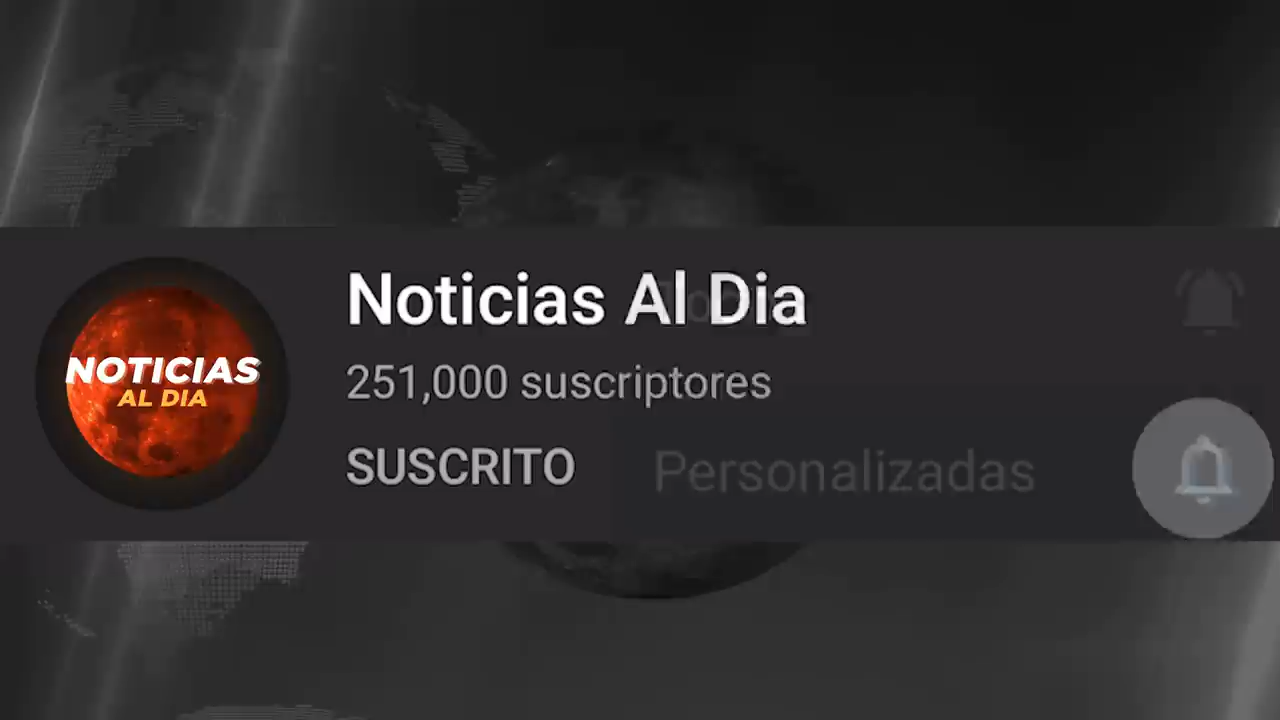 NOTICIAS
AL DIA
Noticias Al Dia
251,000 suscriptores
SUSCRITO
Personalizadas